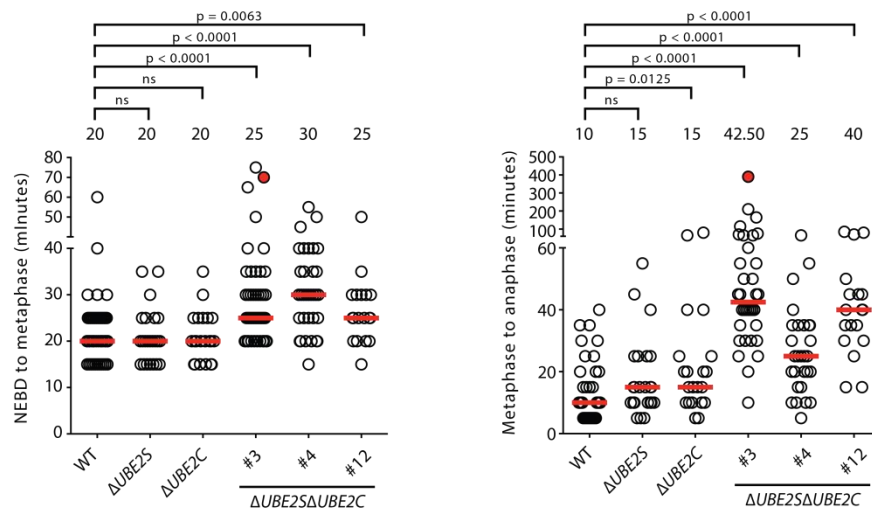 p = 0.0063
p < 0.0001
p < 0.0001
ns
ns
20 20 20 25 30 25
NEBD to metaphase (mInutes)
80
70
60
50
40
30
20
10
0
WT ΔUBE2S ΔUBE2C #3 #4 #12
ΔUBE2SΔUBE2C
p < 0.0001
p < 0.0001
p < 0.0001
p = 0.0125
ns
10 15 15 42.50 25 40
Metaphase to anaphase (minutes)
500
400
300
200
100
60
40
20
0
WT ΔUBE2S ΔUBE2C #3 #4 #12
ΔUBE2SΔUBE2C